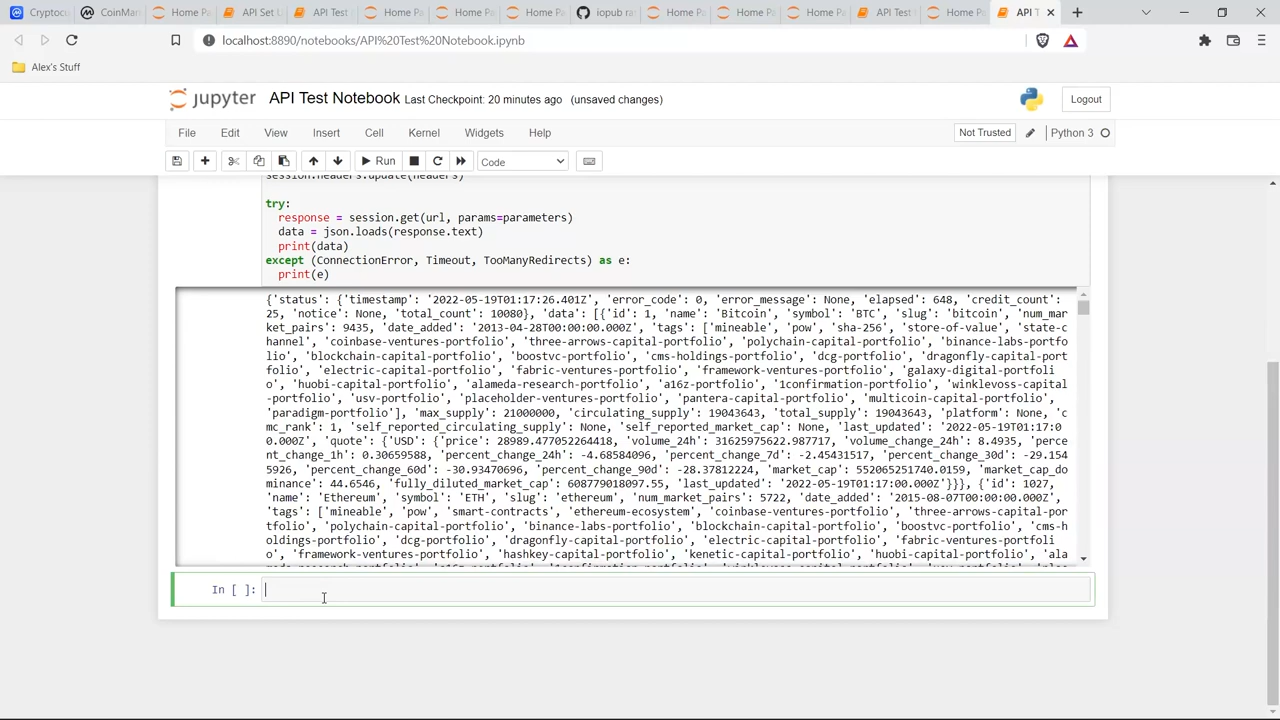 Cryptocu
CoinMar
Home Pa
API Set U
API Test
Home Pa
Home Pa
Home Pa
iopub ra
Home Pa
Home Pa
Home Pa
API Test
Home Pa
API T
localhost:8890/notebooks/API%20Test%20Notebook.ipynb
Alex's Stuff
jupyter API Test Notebook Last Checkpoint: 20 minutes ago (unsaved changes)
Logout
File Edit View Insert Cell Kernel Widgets Help
Not Trusted Python 3
Run Code
session.headers.update(headers)
try:
response = session.get(url, params=parameters)
data = json.loads(response.text)
print(data)
except (ConnectionError, Timeout, TooManyRedirects) as e:
print(e)
{'status': {'timestamp': '2022-05-19T01:17:26.401Z', 'error_code': 0, 'error_message': None, 'elapsed': 648, 'credit_count':
25, 'notice': None, 'total_count': 10080}, 'data': [{'id': 1, 'name': 'Bitcoin', 'symbol': 'BTC', 'slug': 'bitcoin', 'num_mar
ket_pairs': 9435, 'date_added': '2013-04-28T00:00:00.000Z', 'tags': ['mineable', 'pow', 'sha-256', 'store-of-value', 'state-c
hannel', 'coinbase-ventures-portfolio', 'three-arrows-capital-portfolio', 'polychain-capital-portfolio', 'binance-labs-portfo
lio', 'blockchain-capital-portfolio', 'boostvc-portfolio', 'cms-holdings-portfolio', 'dcg-portfolio', 'dragonfly-capital-port
folio', 'electric-capital-portfolio', 'fabric-ventures-portfolio', 'framework-ventures-portfolio', 'galaxy-digital-portfoli
o', 'huobi-capital-portfolio', 'alameda-research-portfolio', 'a16z-portfolio', '1confirmation-portfolio', 'winklevoss-capital
-portfolio', 'usv-portfolio', 'placeholder-ventures-portfolio', 'pantera-capital-portfolio', 'multicoin-capital-portfolio',
'paradigm-portfolio'], 'max_supply': 21000000, 'circulating_supply': 19043643, 'total_supply': 19043643, 'platform': None, 'c
mc_rank': 1, 'self_reported_circulating_supply': None, 'self_reported_market_cap': None, 'last_updated': '2022-05-19T01:17:0
0.000Z', 'quote': {'USD': {'price': 28989.477052264418, 'volume_24h': 31625975622.987717, 'volume_change_24h': 8.4935, 'perce
nt_change_1h': 0.30659588, 'percent_change_24h': -4.68584096, 'percent_change_7d': -2.45431517, 'percent_change_30d': -29.154
5926, 'percent_change_60d': -30.93470696, 'percent_change_90d': -28.37812224, 'market_cap': 552065251740.0159, 'market_cap_do
minance': 44.6546, 'fully_diluted_market_cap': 608779018097.55, 'last_updated': '2022-05-19T01:17:00.000Z'}}}, {'id': 1027,
'name': 'Ethereum', 'symbol': 'ETH', 'slug': 'ethereum', 'num_market_pairs': 5722, 'date_added': '2015-08-07T00:00:00.000Z',
'tags': ['mineable', 'pow', 'smart-contracts', 'ethereum-ecosystem', 'coinbase-ventures-portfolio', 'three-arrows-capital-por
tfolio', 'polychain-capital-portfolio', 'binance-labs-portfolio', 'blockchain-capital-portfolio', 'boostvc-portfolio', 'cms-h
oldings-portfolio', 'dcg-portfolio', 'dragonfly-capital-portfolio', 'electric-capital-portfolio', 'fabric-ventures-portfoli
o', 'framework-ventures-portfolio', 'hashkey-capital-portfolio', 'kenetic-capital-portfolio', 'huobi-capital-portfolio', 'ala
In [ ]: